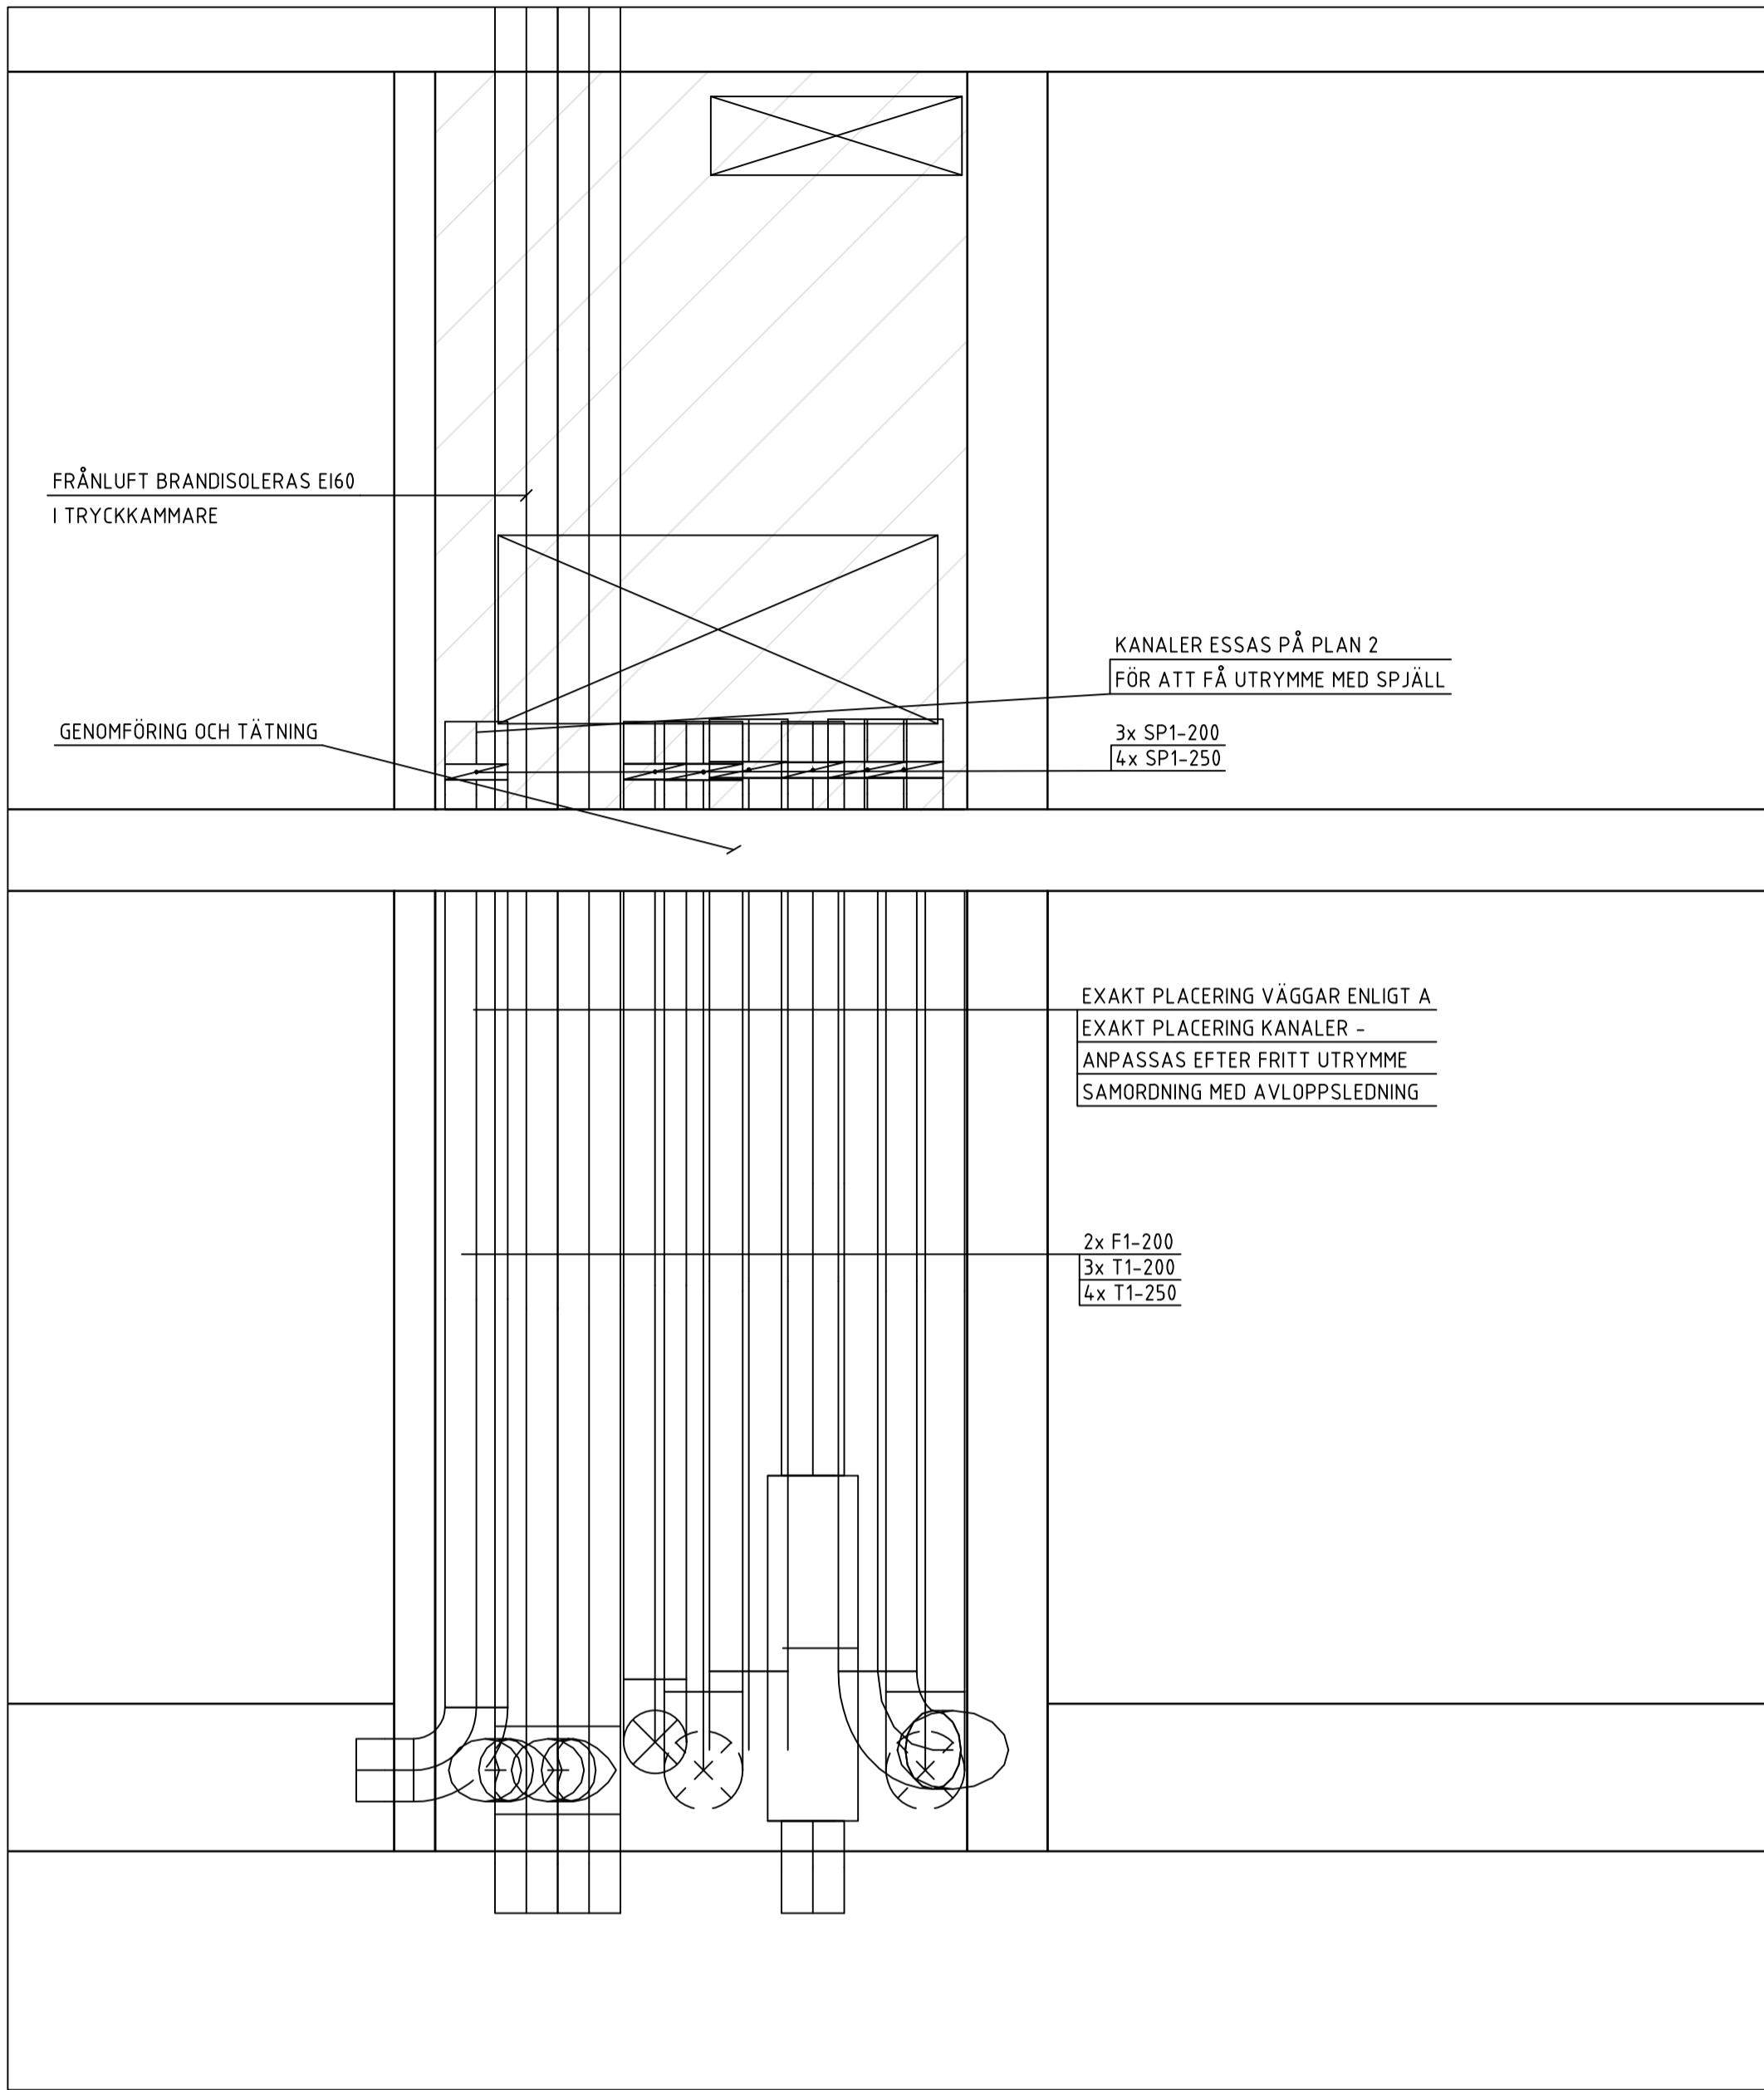 FRÅNLUFT BRANDISOLERAS EI60
I TRYCKKAMMARE
KANALER ESSAS PÅ PLAN 2
FÖR ATT FÅ UTRYMME MED SPJÄLL
GENOMFÖRING OCH TÄTNING
3x SP1-200
4x SP1-250
EXAKT PLACERING VÄGGAR ENLIGT A
EXAKT PLACERING KANALER -
ANPASSAS EFTER FRITT UTRYMME
SAMORDNING MED AVLOPPSLEDNING
2x F1-200
3x T1-200
4x T1-250